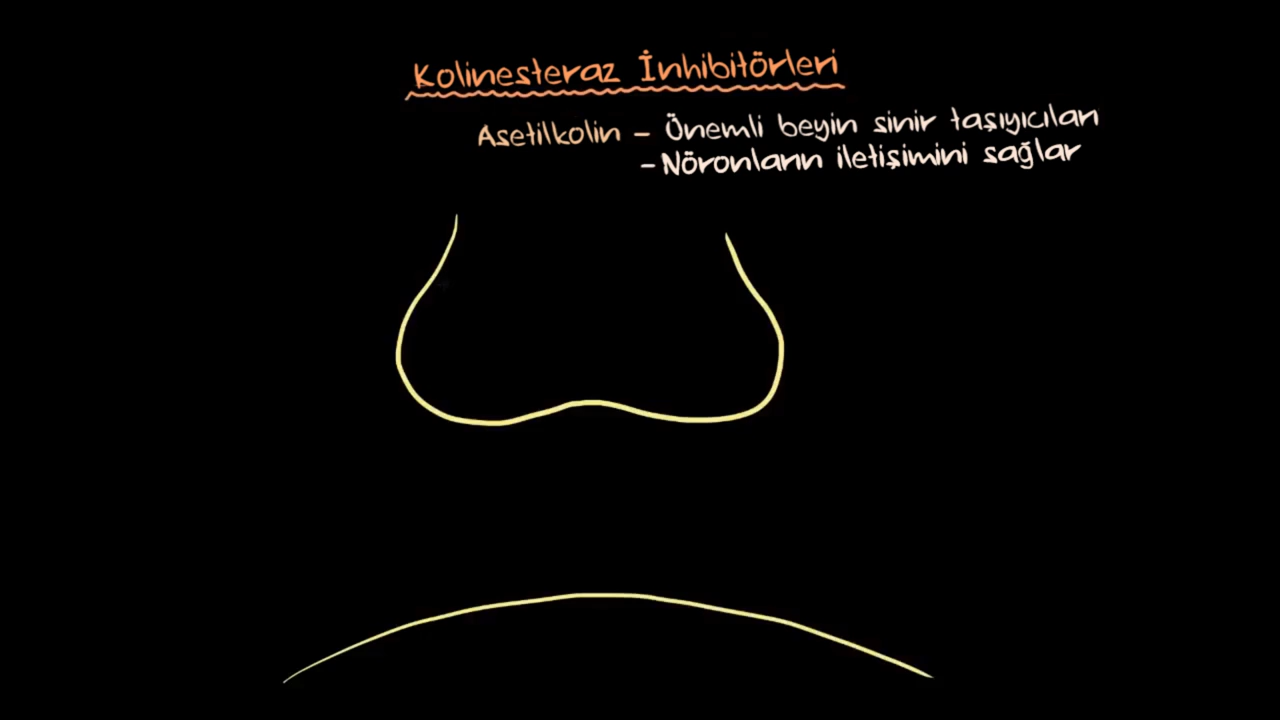 Kolinesteraz İnhibitörleri
Asetilkolin - Önemli beyin sinir taşıyıcıları
- Nöronların iletişimini sağlar